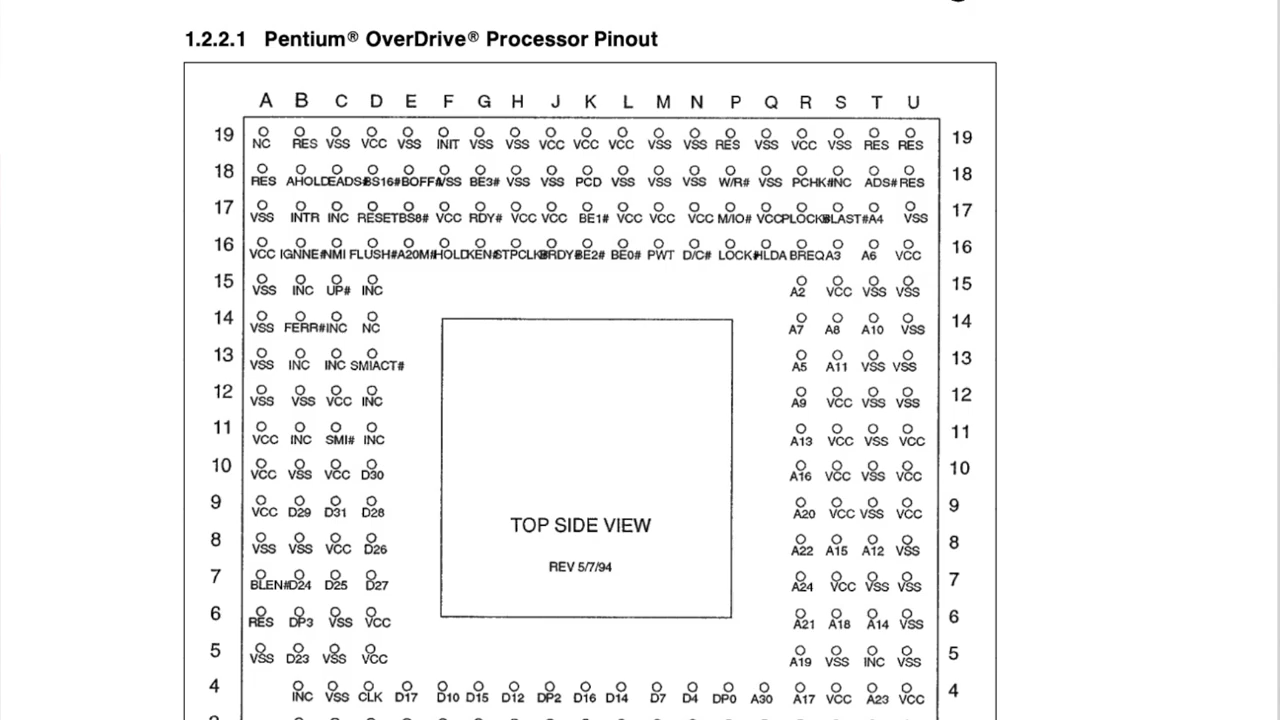 1.2.2.1 Pentium® OverDrive® Processor Pinout
A B C D E F G H J K L M N P Q R S T U
19 NC RES VSS VCC VSS INIT VSS VSS VCC VCC VCC VSS VSS RES VSS VCC VSS RES RES 19
18 RES AHOLD EADS# BS16# BOFF# VSS BE3# VSS VSS PCD VSS VSS VSS W/R# VSS PCHK# INC ADS# RES 18
17 VSS INTR INC RESET BS8# VCC RDY# VCC VCC BE1# VCC VCC VCC M/IO# VCC PLOCK# BLAST# A4 VSS 17
16 VCC IGNNE# NMI FLUSH# A20M# HOLD KEN# STPCLK# BRDY# BE2# BE0# PWT D/C# LOCK# HLDA BREQ A3 A6 VCC 16
15 VSS INC UP# INC A2 VCC VSS VSS 15
14 VSS FERR# INC NC A7 A8 A10 VSS 14
13 VSS INC INC SMIACT# A5 A11 VSS VSS 13
12 VSS VSS VCC INC A9 VCC VSS VSS 12
11 VCC INC SMI# INC A13 VCC VSS VCC 11
10 VCC VSS VCC D30 A16 VCC VSS VCC 10
9 VCC D29 D31 D28 A20 VCC VSS VCC 9
TOP SIDE VIEW
8 VSS VSS VCC D26 A22 A15 A12 VSS 8
REV 5/7/94
7 BLEN# D24 D25 D27 A24 VCC VSS VSS 7
6 RES DP3 VSS VCC A21 A18 A14 VSS 6
5 VSS D23 VSS VCC A19 VSS INC VSS 5
4 INC VSS CLK D17 D10 D15 D12 DP2 D16 D14 D7 D4 DP0 A30 A17 VCC A23 VCC 4